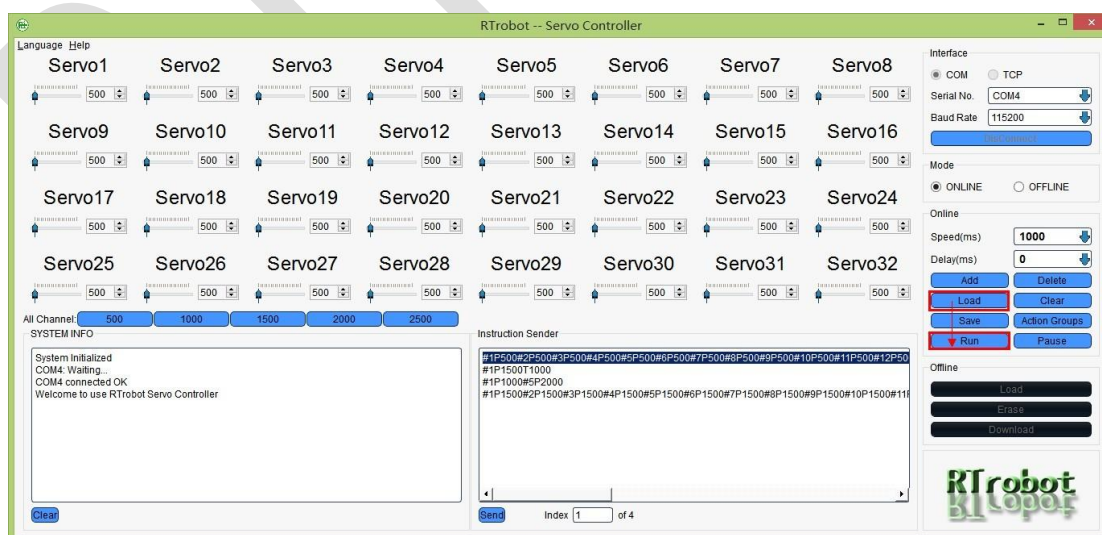 RTrobot -- Servo Controller
Language Help
Servo1 Servo2 Servo3 Servo4 Servo5 Servo6 Servo7 Servo8
500 500 500 500 500 500 500 500
Servo9 Servo10 Servo11 Servo12 Servo13 Servo14 Servo15 Servo16
500 500 500 500 500 500 500 500
Servo17 Servo18 Servo19 Servo20 Servo21 Servo22 Servo23 Servo24
500 500 500 500 500 500 500 500
Servo25 Servo26 Servo27 Servo28 Servo29 Servo30 Servo31 Servo32
500 500 500 500 500 500 500 500
All Channel: 500 1000 1500 2000 2500
SYSTEM INFO
System Initialized
COM4: Waiting...
COM4 connected OK
Welcome to use RTrobot Servo Controller
Clear
Instruction Sender
#1P500#2P500#3P500#4P500#5P500#6P500#7P500#8P500#9P500#10P500#11P500#12P50
#1P1500T1000
#1P1000#5P2000
#1P1500#2P1500#3P1500#4P1500#5P1500#6P1500#7P1500#8P1500#9P1500#10P1500#11
Send Index 1 of 4
Interface
COM TCP
Serial No. COM4
Baud Rate 115200
DisConnect
Mode
ONLINE OFFLINE
Online
Speed(ms) 1000
Delay(ms) 0
Add Delete
Load Clear
Save Action Groups
Run Pause
Offline
Load
Erase
Download
RTrobot